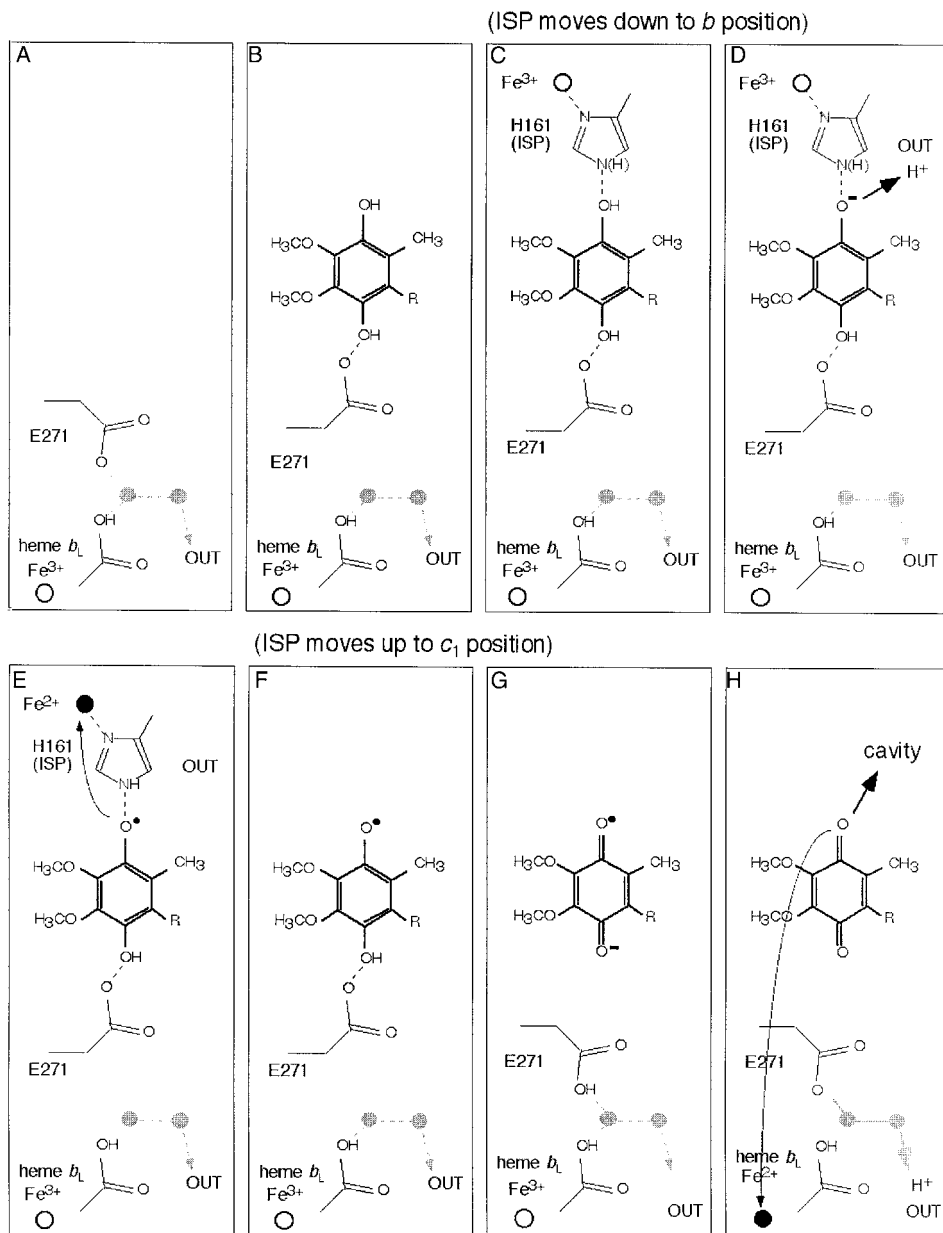 (ISP moves down to b position)
A
E271
O
O
OH
heme bL
Fe3+
O
OUT
B
OH
H3CO
CH3
H3CO
R
OH
O
O
E271
OH
heme bL
Fe3+
O
OUT
C
Fe3+
N
H161
(ISP)
N(H)
OH
H3CO
CH3
H3CO
R
OH
O
O
E271
OH
heme bL
Fe3+
O
OUT
D
Fe3+
N
H161
(ISP)
OUT
N(H)
H+
O
H3CO
CH3
H3CO
R
OH
O
O
E271
OH
heme bL
Fe3+
O
OUT
(ISP moves up to c1 position)
E
Fe2+
N
H161
(ISP)
OUT
NH
O
H3CO
CH3
H3CO
R
OH
O
O
E271
OH
heme bL
Fe3+
O
OUT
F
O
H3CO
CH3
H3CO
R
OH
O
O
E271
OH
heme bL
Fe3+
O
OUT
G
O
H3CO
CH3
H3CO
R
O
O
E271
OH
OH
heme bL
Fe3+
O
OUT
H
cavity
O
H3CO
CH3
H3CO
R
O
O
E271
O
OH
heme bL
Fe2+
O
H+
OUT